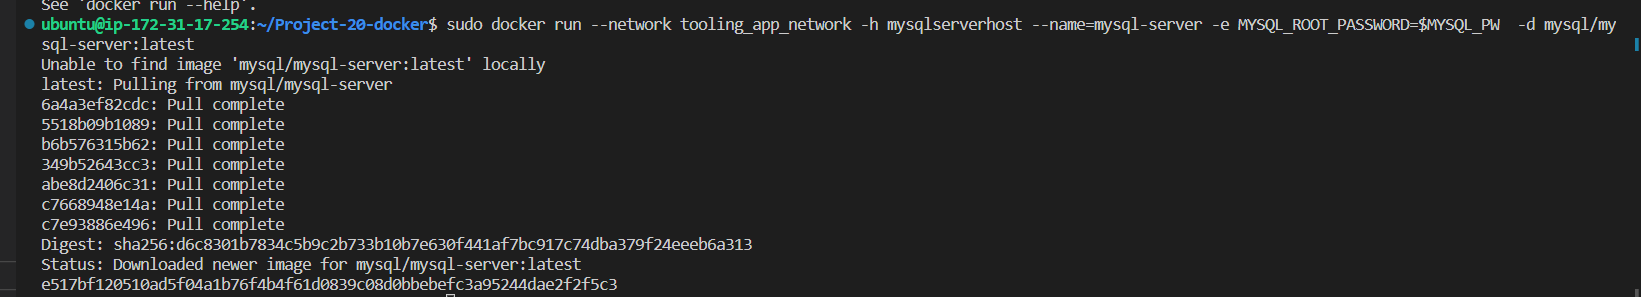 See 'docker run --help'.
ubuntu@ip-172-31-17-254:~/Project-20-docker$ sudo docker run --network tooling_app_network -h mysqlserverhost --name=mysql-server -e MYSQL_ROOT_PASSWORD=$MYSQL_PW  -d mysql/my
sql-server:latest
Unable to find image 'mysql/mysql-server:latest' locally
latest: Pulling from mysql/mysql-server
6a4a3ef82cdc: Pull complete
5518b09b1089: Pull complete
b6b576315b62: Pull complete
349b52643cc3: Pull complete
abe8d2406c31: Pull complete
c7668948e14a: Pull complete
c7e93886e496: Pull complete
Digest: sha256:d6c8301b7834c5b9c2b733b10b7e630f441af7bc917c74dba379f24eeeb6a313
Status: Downloaded newer image for mysql/mysql-server:latest
e517bf120510ad5f04a1b76f4b4f61d0839c08d0bbebefc3a95244dae2f2f5c3